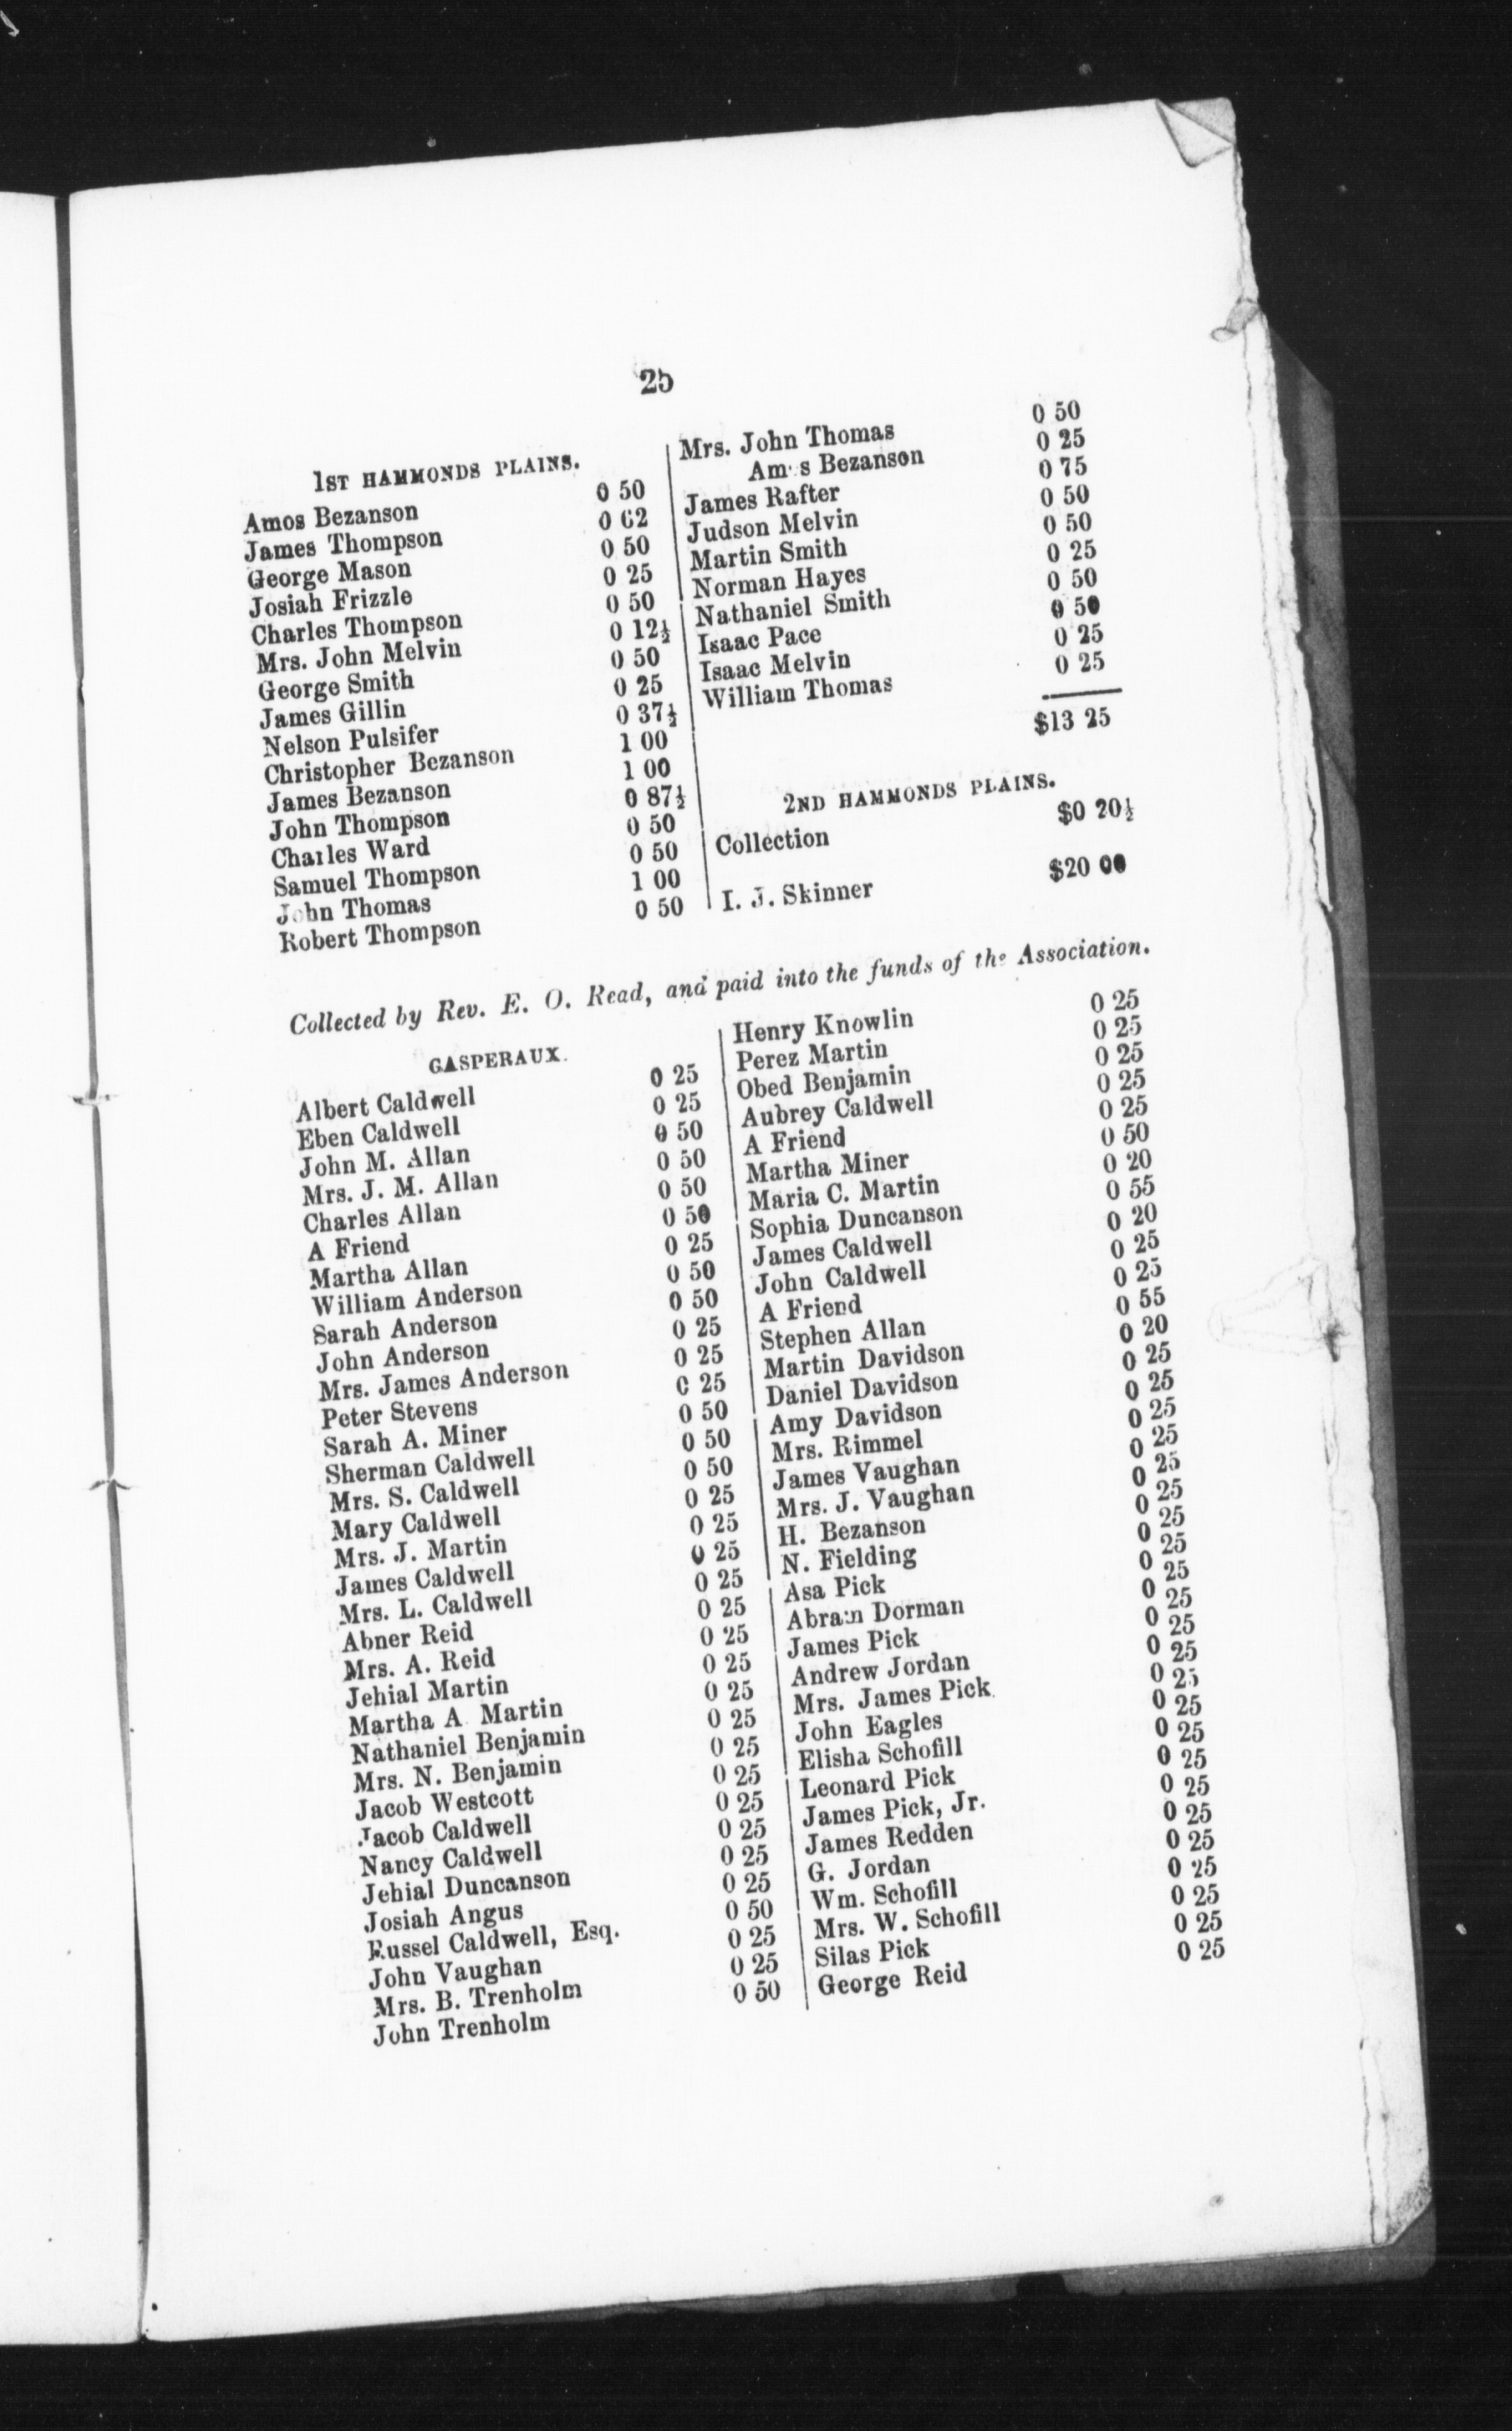 25
1ST HAMMONDS PLAINS.
Amos Bezanson 0 50
James Thompson 0 62
George Mason 0 50
Josiah Frizzle 0 25
Charles Thompson 0 50
Mrs. John Melvin 0 12½
George Smith 0 50
James Gillin 0 25
Nelson Pulsifer 0 37½
Christopher Bezanson 1 00
James Bezanson 1 00
John Thompson 0 87½
Charles Ward 0 50
Samuel Thompson 0 50
John Thomas 1 00
Robert Thompson 0 50
Mrs. John Thomas 0 50
Amos Bezanson 0 25
James Rafter 0 75
Judson Melvin 0 50
Martin Smith 0 50
Norman Hayes 0 25
Nathaniel Smith 0 50
Isaac Pace 0 50
Isaac Melvin 0 25
William Thomas 0 25
$13 25
2ND HAMMONDS PLAINS.
Collection $0 20½
I. J. Skinner $20 00
Collected by Rev. E. O. Read, and paid into the funds of the Association.
GASPERAUX.
Albert Caldwell 0 25
Eben Caldwell 0 25
John M. Allan 0 50
Mrs. J. M. Allan 0 50
Charles Allan 0 50
A Friend 0 50
Martha Allan 0 25
William Anderson 0 50
Sarah Anderson 0 50
John Anderson 0 25
Mrs. James Anderson 0 25
Peter Stevens 0 25
Sarah A. Miner 0 50
Sherman Caldwell 0 50
Mrs. S. Caldwell 0 50
Mary Caldwell 0 25
Mrs. J. Martin 0 25
James Caldwell 0 25
Mrs. L. Caldwell 0 25
Abner Reid 0 25
Mrs. A. Reid 0 25
Jehial Martin 0 25
Martha A. Martin 0 25
Nathaniel Benjamin 0 25
Mrs. N. Benjamin 0 25
Jacob Westcott 0 25
Jacob Caldwell 0 25
Nancy Caldwell 0 25
Jehial Duncanson 0 25
Josiah Angus 0 25
Russel Caldwell, Esq. 0 50
John Vaughan 0 25
Mrs. B. Trenholm 0 25
John Trenholm 0 50
Henry Knowlin 0 25
Perez Martin 0 25
Obed Benjamin 0 25
Aubrey Caldwell 0 25
A Friend 0 25
Martha Miner 0 50
Maria C. Martin 0 20
Sophia Duncanson 0 55
James Caldwell 0 20
John Caldwell 0 25
A Friend 0 25
Stephen Allan 0 55
Martin Davidson 0 20
Daniel Davidson 0 25
Amy Davidson 0 25
Mrs. Rimmel 0 25
James Vaughan 0 25
Mrs. J. Vaughan 0 25
H. Bezanson 0 25
N. Fielding 0 25
Asa Pick 0 25
Abram Dorman 0 25
James Pick 0 25
Andrew Jordan 0 25
Mrs. James Pick. 0 25
John Eagles 0 25
Elisha Schofill 0 25
Leonard Pick 0 25
James Pick, Jr. 0 25
James Redden 0 25
G. Jordan 0 25
Wm. Schofill 0 25
Mrs. W. Schofill 0 25
Silas Pick 0 25
George Reid 0 25